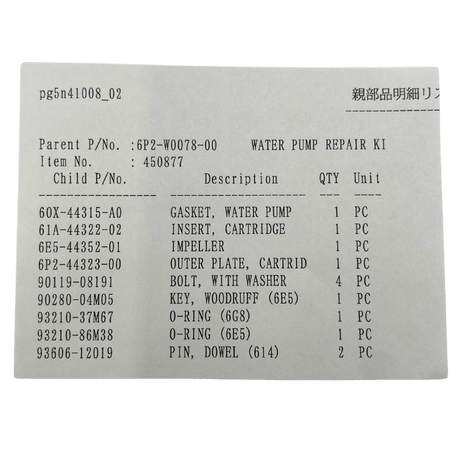 pg5n41008_02 親部品明細リス
Parent P/No. :6P2-W0078-00 WATER PUMP REPAIR KI
Item No. : 450877
Child P/No. Description QTY Unit
60X-44315-A0 GASKET, WATER PUMP 1 PC
61A-44322-02 INSERT, CARTRIDGE 1 PC
6E5-44352-01 IMPELLER 1 PC
6P2-44323-00 OUTER PLATE, CARTRID 1 PC
90119-08191 BOLT, WITH WASHER 4 PC
90280-04M05 KEY, WOODRUFF (6E5) 1 PC
93210-37M67 O-RING (6G8) 1 PC
93210-86M38 O-RING (6E5) 1 PC
93606-12019 PIN, DOWEL (614) 2 PC